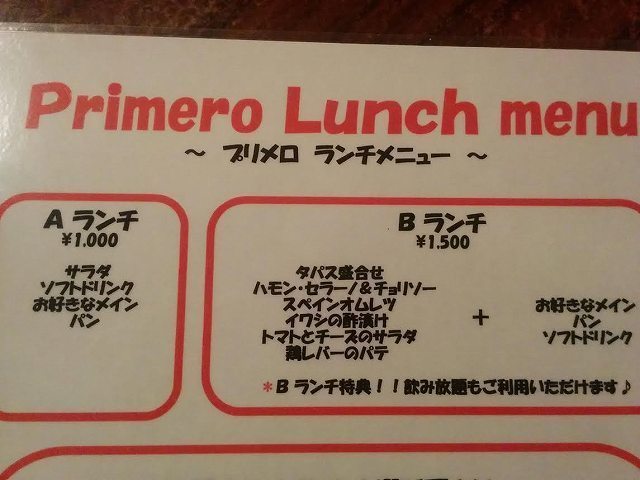 Primero Lunch menu
～ プリメロ ランチメニュー ～
A ランチ
¥1,000
サラダ
ソフトドリンク
お好きなメイン
パン
B ランチ
¥1,500
タパス盛合せ
ハモン・セラーノ＆チョリソー
スペインオムレツ
イワシの酢漬け
トマトとチーズのサラダ
鶏レバーのパテ
+
お好きなメイン
パン
ソフトドリンク
*B ランチ特典！！飲み放題もご利用いただけます♪